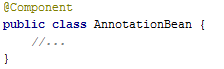 @Component
public class AnnotationBean {
//...
}